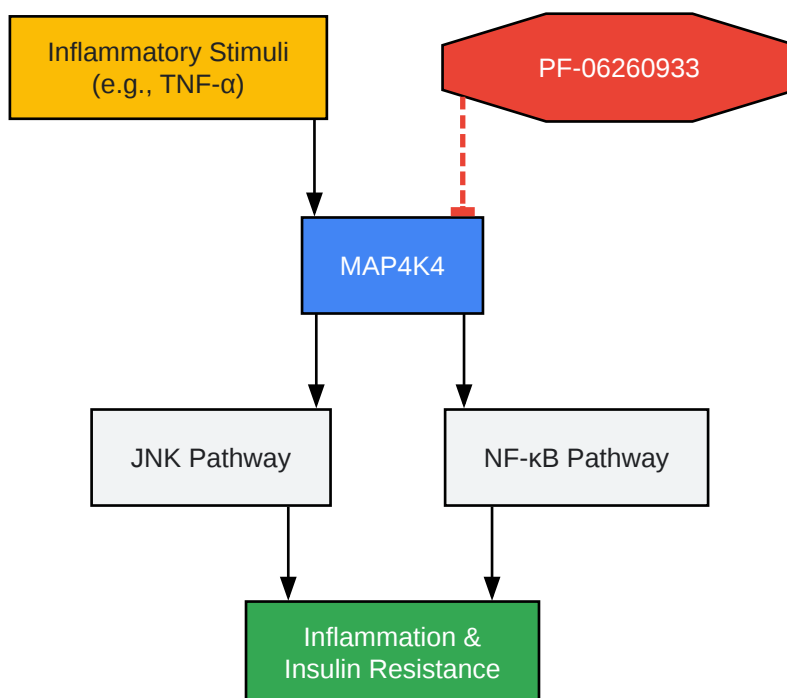 Inflammatory Stimuli
(e.g., TNF-α)
PF-06260933
MAP4K4
JNK Pathway
NF-κB Pathway
Inflammation &
Insulin Resistance